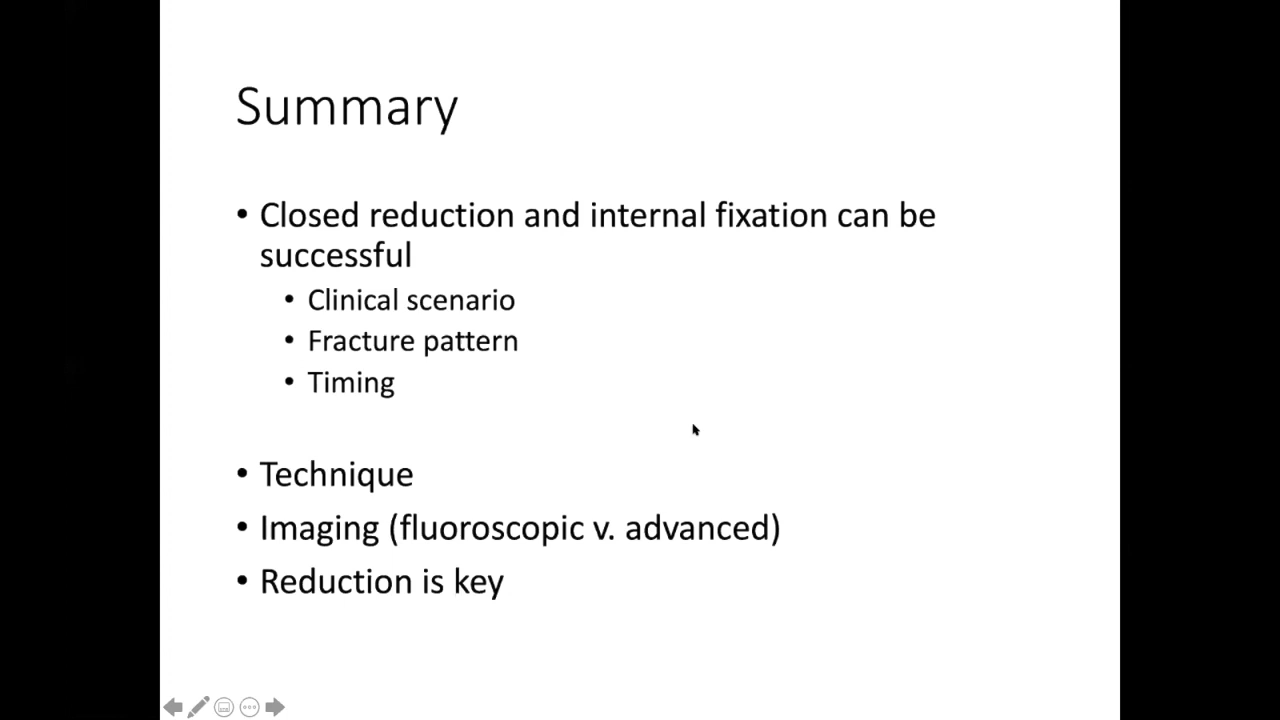 Summary
• Closed reduction and internal fixation can be
successful
• Clinical scenario
• Fracture pattern
• Timing
• Technique
• Imaging (fluoroscopic v. advanced)
• Reduction is key